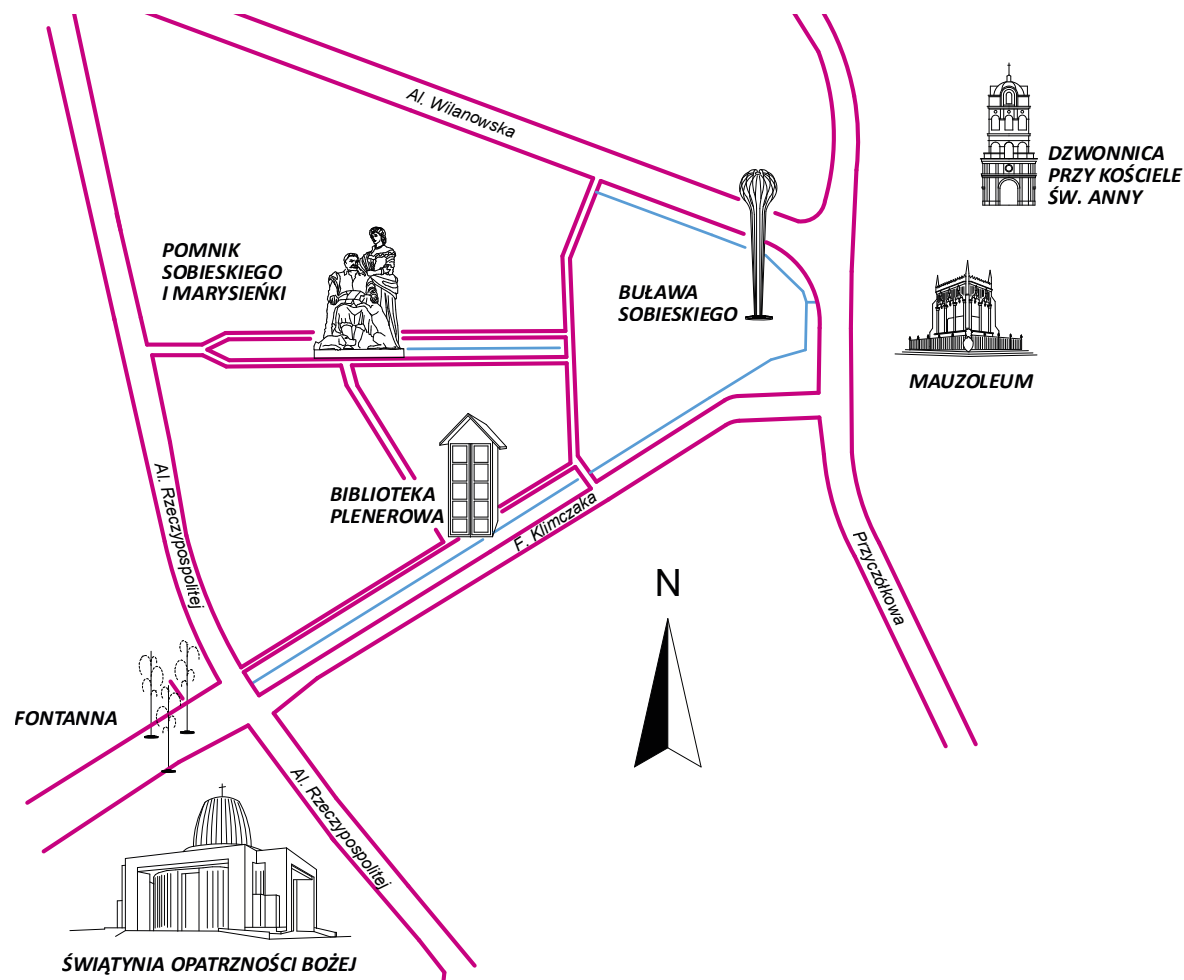 Al. Wilanowska
DZWONNICA
PRZY KOŚCIELE
ŚW. ANNY
POMNIK
SOBIESKIEGO
I MARYSIEŃKI
BUŁAWA
SOBIESKIEGO
MAUZOLEUM
Al. Rzeczypospolitej
BIBLIOTEKA
PLENEROWA
F. Klimczaka
Przyczółkowa
N
FONTANNA
Al. Rzeczypospolitej
ŚWIĄTYNIA OPATRZNOŚCI BOŻEJ